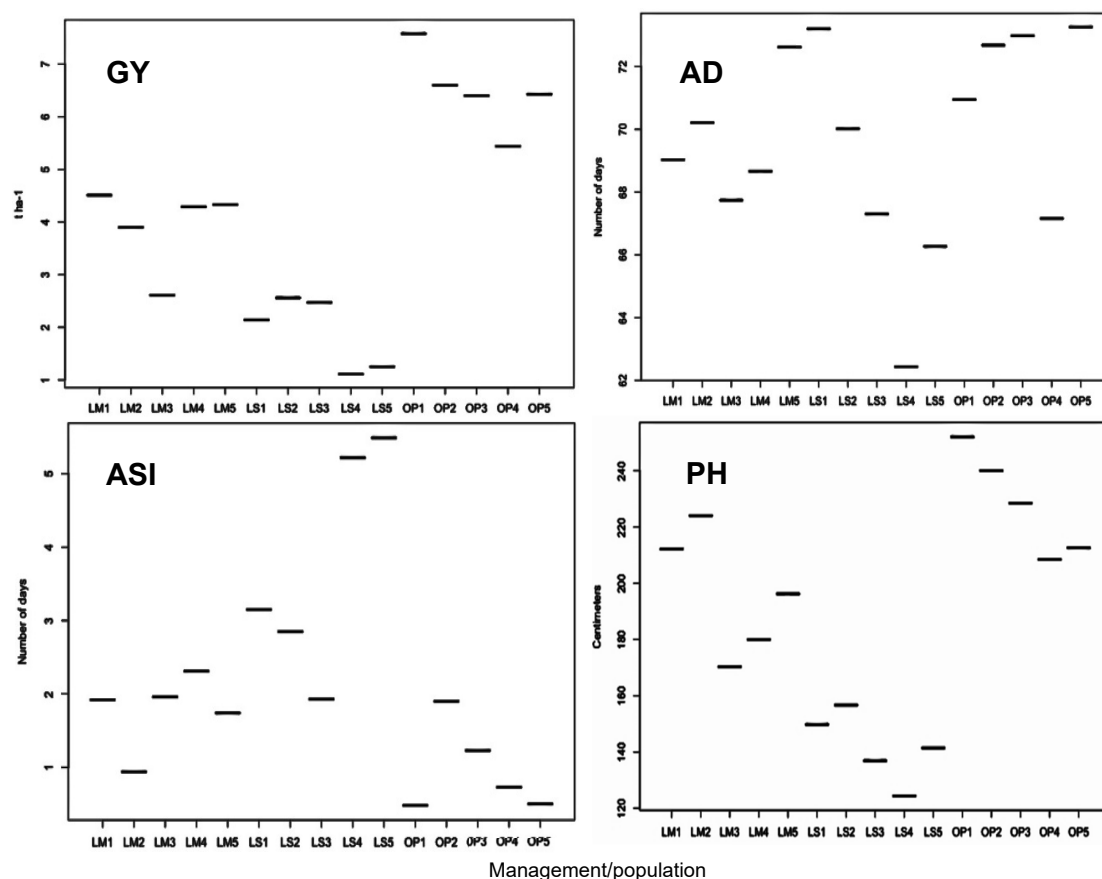 GY
t ha-1
7
6
5
4
3
2
1
LM1 LM2 LM3 LM4 LM5 LS1 LS2 LS3 LS4 LS5 OP1 OP2 OP3 OP4 OP5
AD
Number of days
72
70
68
66
64
62
LM1 LM2 LM3 LM4 LM5 LS1 LS2 LS3 LS4 LS5 OP1 OP2 OP3 OP4 OP5
ASI
Number of days
5
4
3
2
1
LM1 LM2 LM3 LM4 LM5 LS1 LS2 LS3 LS4 LS5 OP1 OP2 OP3 OP4 OP5
PH
Centimeters
240
220
200
180
160
140
120
LM1 LM2 LM3 LM4 LM5 LS1 LS2 LS3 LS4 LS5 OP1 OP2 OP3 OP4 OP5
Management/population